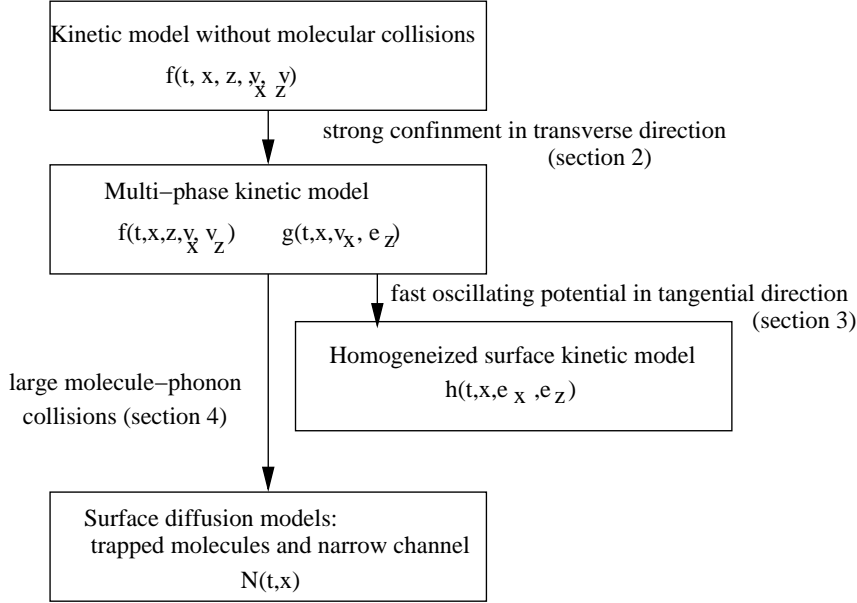 Kinetic model without molecular collisions
f(t, x, z, v_x, v_z)
strong confinment in transverse direction
(section 2)
Multi−phase kinetic model
f(t,x,z,v_x, v_z) g(t,x,v_x, e_z)
fast oscillating potential in tangential direction
(section 3)
Homogeneized surface kinetic model
h(t,x,e_x ,e_z)
large molecule−phonon
collisions (section 4)
Surface diffusion models:
trapped molecules and narrow channel
N(t,x)